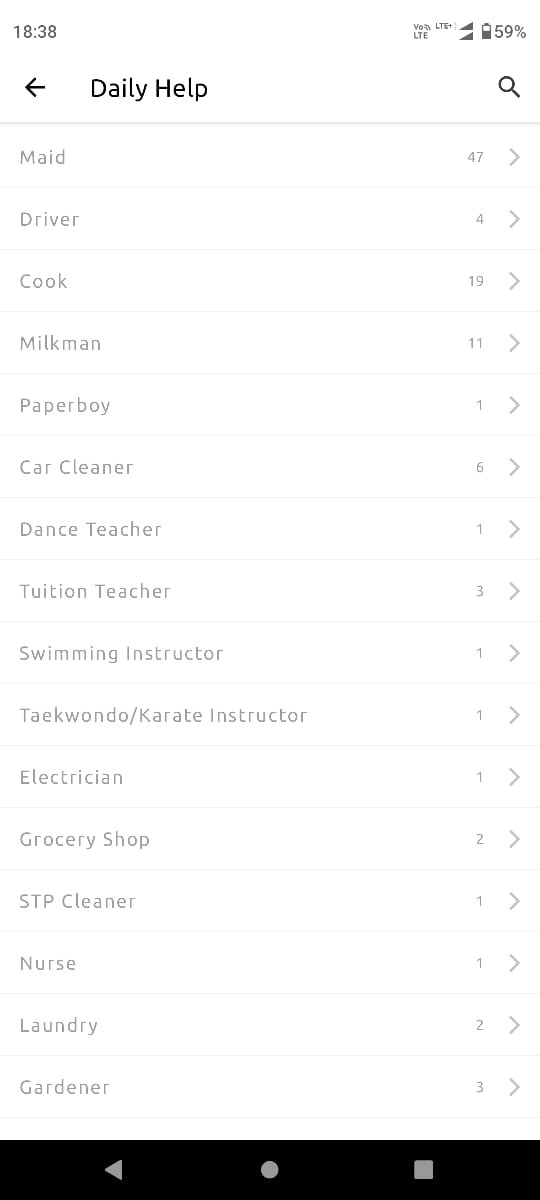 18:38 VoLTE LTE+ 59%
Daily Help
Maid 47
Driver 4
Cook 19
Milkman 11
Paperboy 1
Car Cleaner 6
Dance Teacher 1
Tuition Teacher 3
Swimming Instructor 1
Taekwondo/Karate Instructor 1
Electrician 1
Grocery Shop 2
STP Cleaner 1
Nurse 1
Laundry 2
Gardener 3